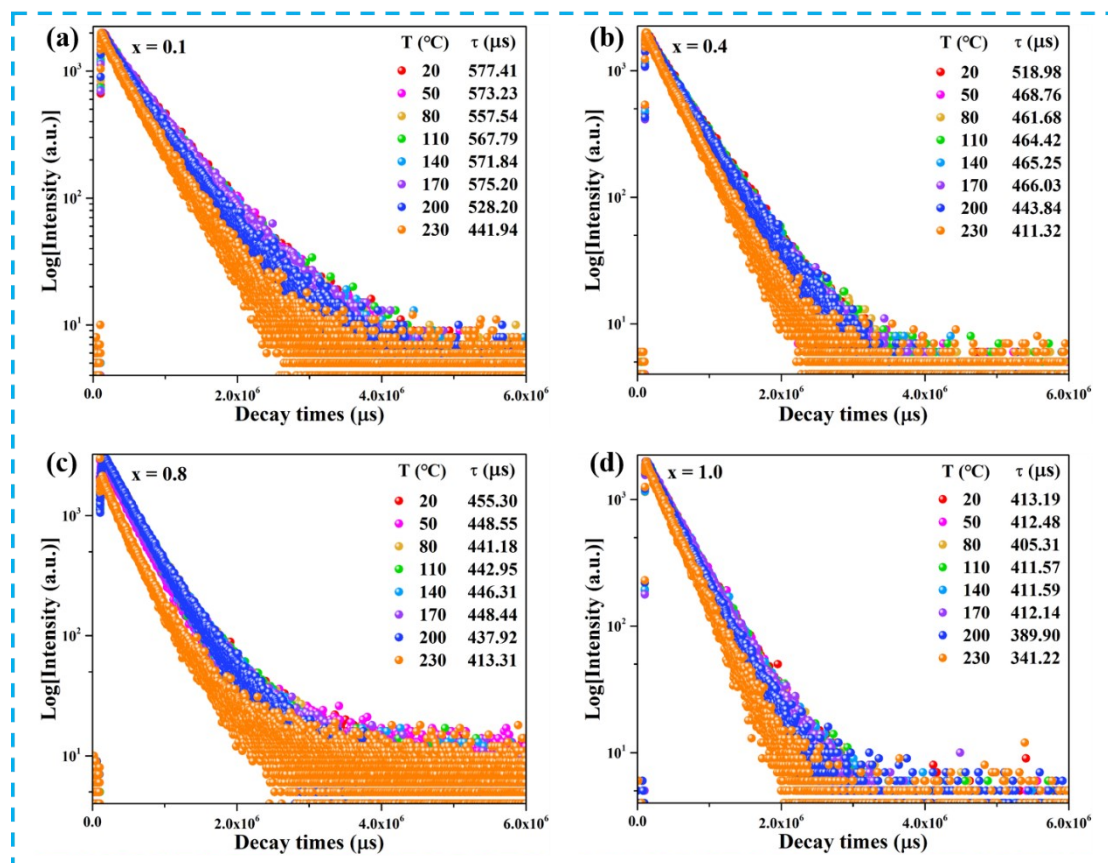 (a)
x = 0.1
T (℃) τ (μs)
20 577.41
50 573.23
80 557.54
110 567.79
140 571.84
170 575.20
200 528.20
230 441.94
Log[Intensity (a.u.)]
10³
10²
10¹
0.0 2.0x10⁶ 4.0x10⁶ 6.0x10⁶
Decay times (μs)
(b)
x = 0.4
T (℃) τ (μs)
20 518.98
50 468.76
80 461.68
110 464.42
140 465.25
170 466.03
200 443.84
230 411.32
Log[Intensity (a.u.)]
10³
10²
10¹
0.0 2.0x10⁶ 4.0x10⁶ 6.0x10⁶
Decay times (μs)
(c)
x = 0.8
T (℃) τ (μs)
20 455.30
50 448.55
80 441.18
110 442.95
140 446.31
170 448.44
200 437.92
230 413.31
Log[Intensity (a.u.)]
10³
10²
10¹
0.0 2.0x10⁶ 4.0x10⁶ 6.0x10⁶
Decay times (μs)
(d)
x = 1.0
T (℃) τ (μs)
20 413.19
50 412.48
80 405.31
110 411.57
140 411.59
170 412.14
200 389.90
230 341.22
Log[Intensity (a.u.)]
10³
10²
10¹
0.0 2.0x10⁶ 4.0x10⁶ 6.0x10⁶
Decay times (μs)